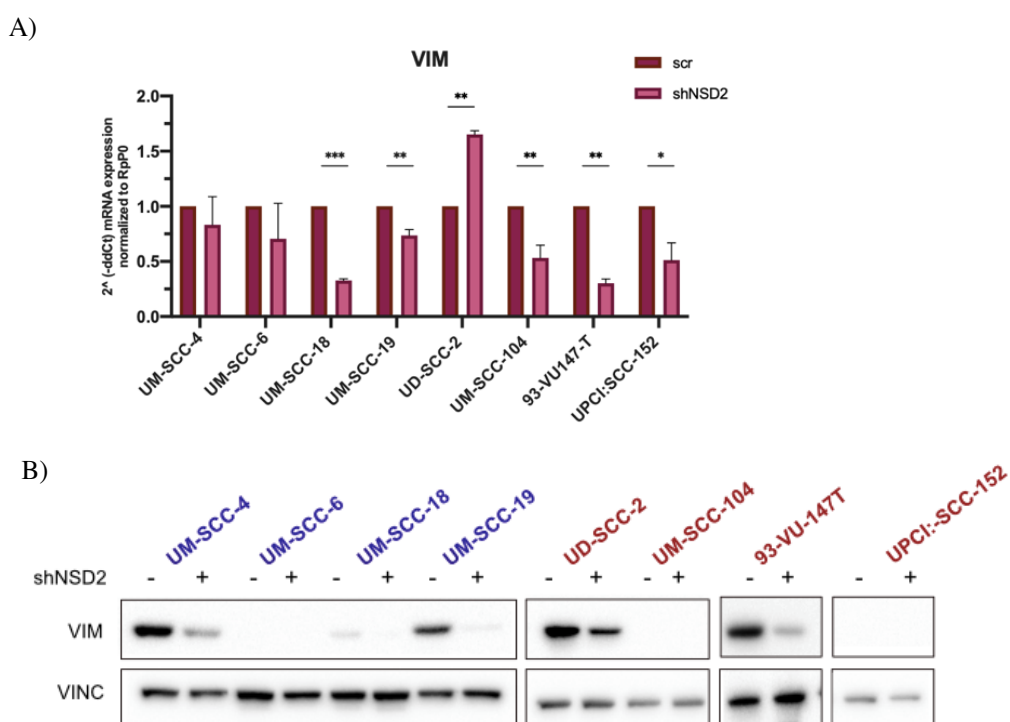 A)
VIM
scr
shNSD2
2^ (-ddCt) mRNA expression
normalized to RpP0
2.0
1.5
1.0
0.5
0.0
** 
*** ** ** ** *
UM-SCC-4
UM-SCC-6
UM-SCC-18
UM-SCC-19
UD-SCC-2
UM-SCC-104
93-VU147-T
UPCI:SCC-152
B)
UM-SCC-4
UM-SCC-6
UM-SCC-18
UM-SCC-19
UD-SCC-2
UM-SCC-104
93-VU-147T
UPCI:-SCC-152
shNSD2 - + - + - + - + - + - + - + - +
VIM
VINC